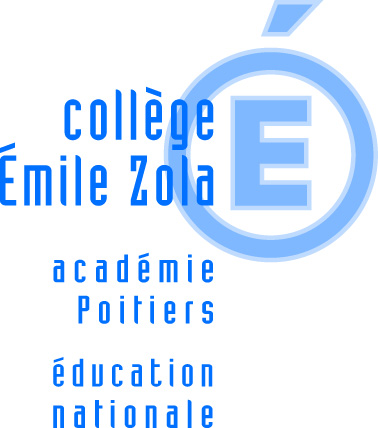 É
collège
Émile Zola
académie
Poitiers
éducation
nationale